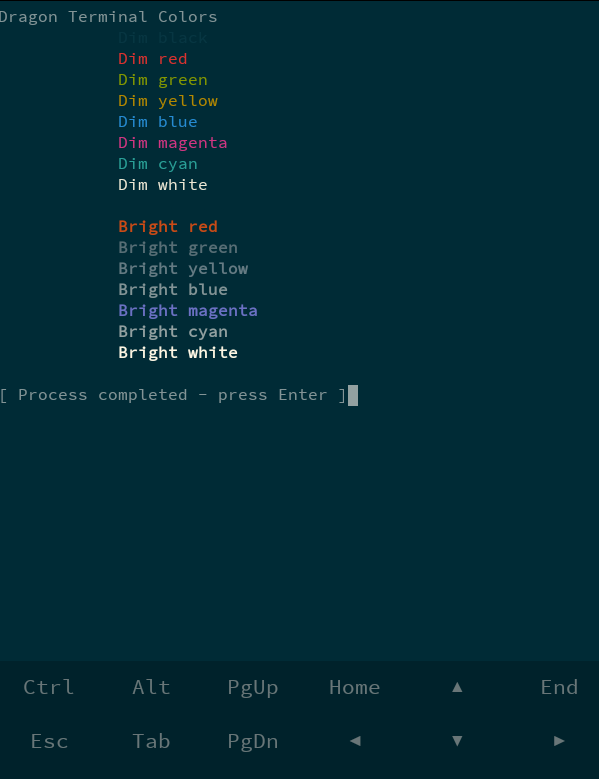 Dragon Terminal Colors
Dim black
Dim red
Dim green
Dim yellow
Dim blue
Dim magenta
Dim cyan
Dim white
Bright red
Bright green
Bright yellow
Bright blue
Bright magenta
Bright cyan
Bright white
[ Process completed - press Enter ]
Ctrl Alt PgUp Home ▲ End
Esc Tab PgDn ◄ ▼ ►